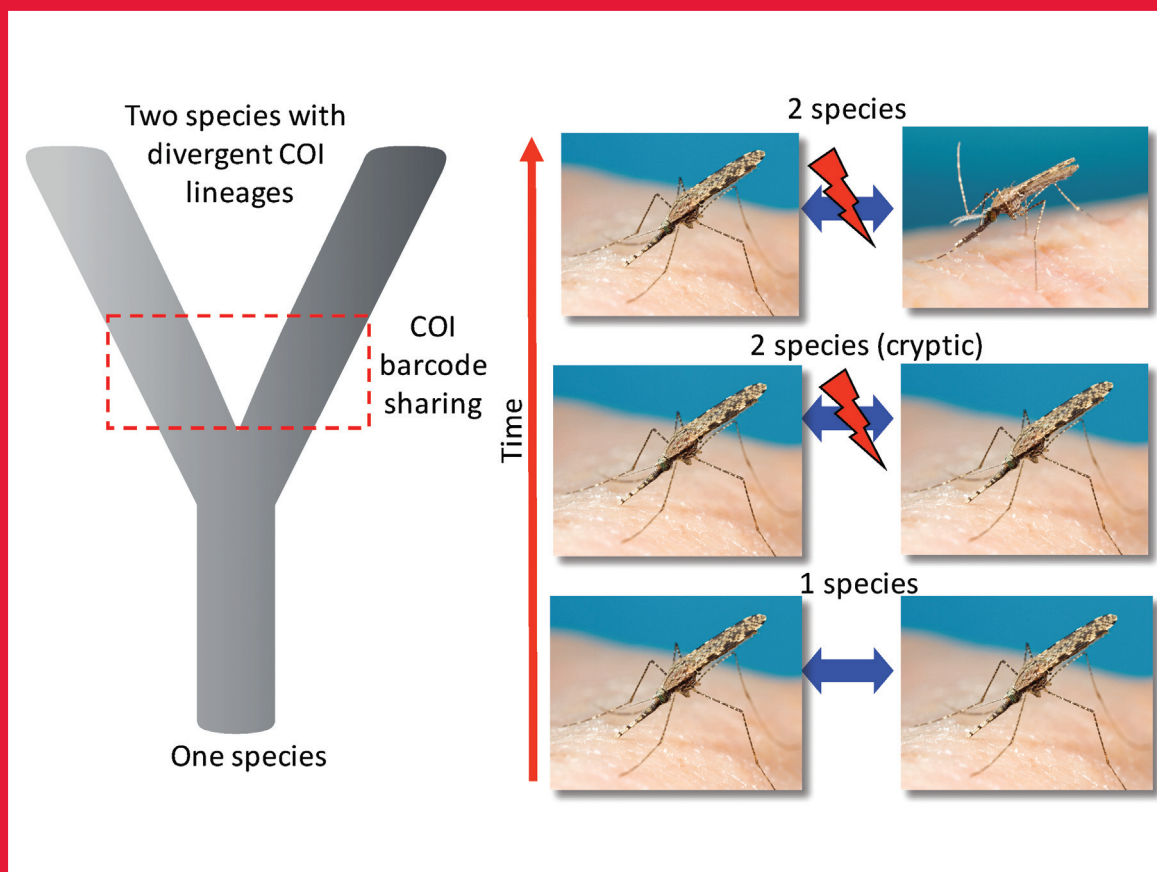 Two species with
divergent COI
lineages
COI
barcode
sharing
One species
Time
2 species
2 species (cryptic)
1 species